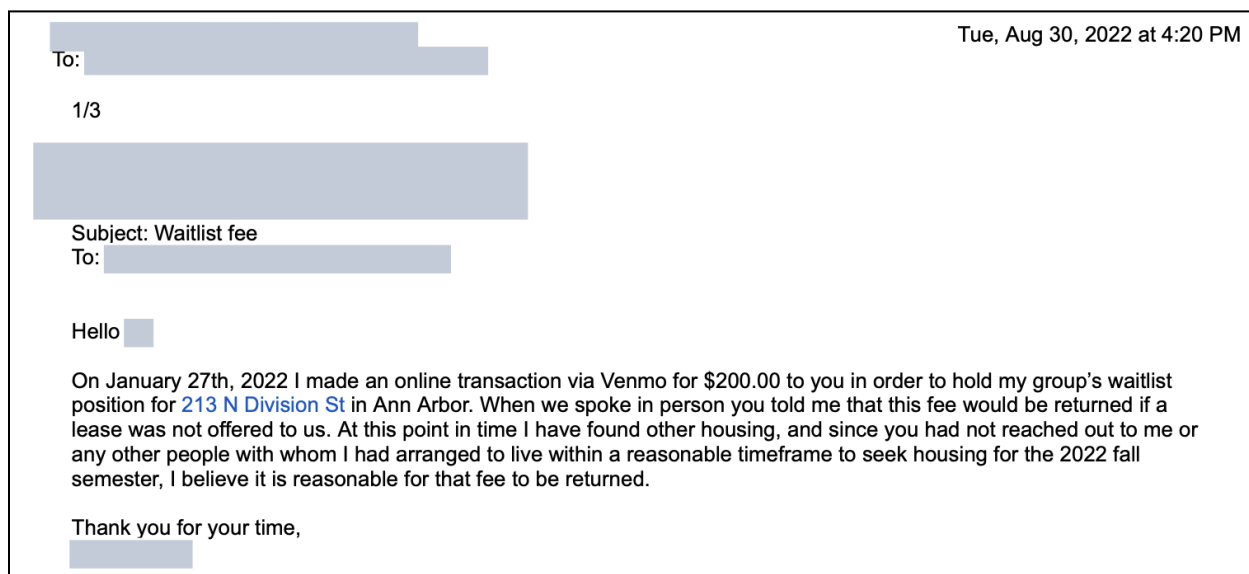 Tue, Aug 30, 2022 at 4:20 PM
To:
1/3
Subject: Waitlist fee
To:
Hello
On January 27th, 2022 I made an online transaction via Venmo for $200.00 to you in order to hold my group’s waitlist
position for 213 N Division St in Ann Arbor. When we spoke in person you told me that this fee would be returned if a
lease was not offered to us. At this point in time I have found other housing, and since you had not reached out to me or
any other people with whom I had arranged to live within a reasonable timeframe to seek housing for the 2022 fall
semester, I believe it is reasonable for that fee to be returned.
Thank you for your time,